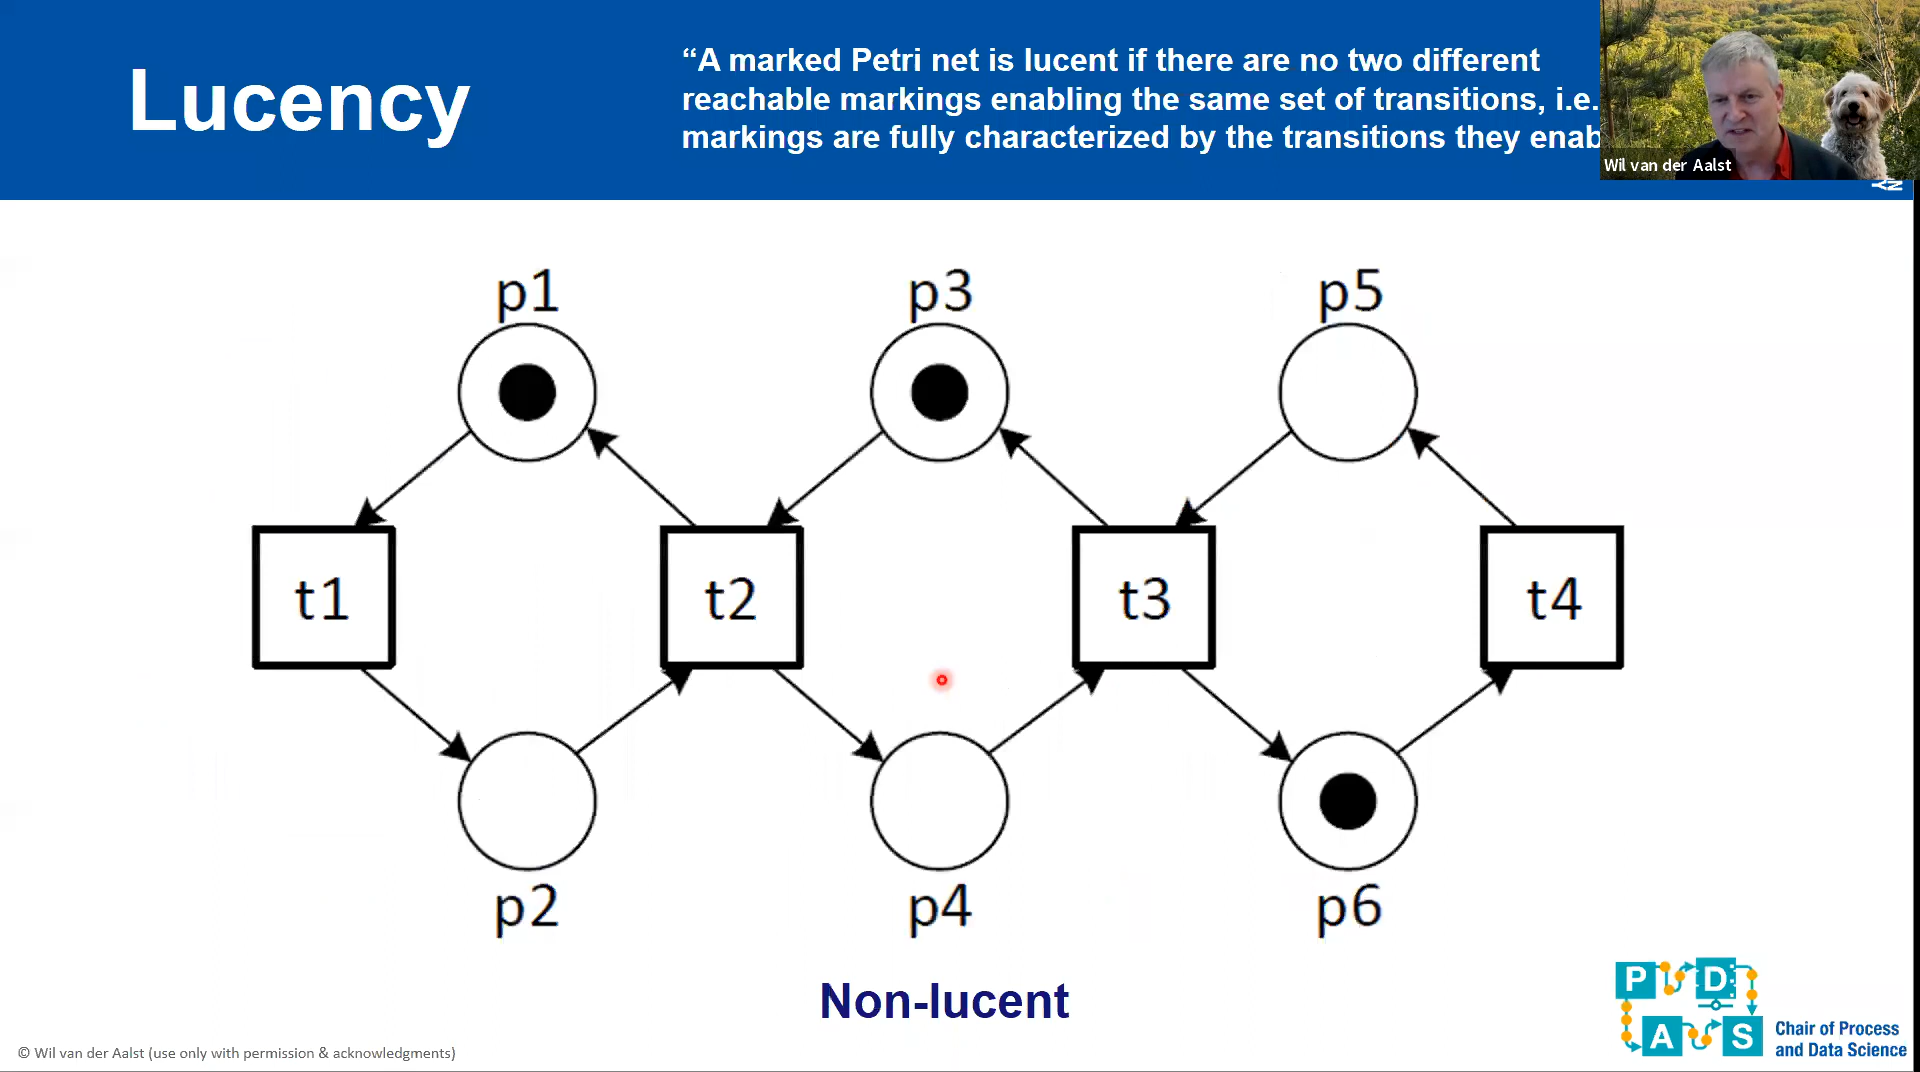 Lucency
“A marked Petri net is lucent if there are no two different
reachable markings enabling the same set of transitions, i.e.
markings are fully characterized by the transitions they enab
Wil van der Aalst
p1
p3
p5
t1
t2
t3
t4
p2
p4
p6
Non-lucent
P D
A S
Chair of Process
and Data Science
© Wil van der Aalst (use only with permission & acknowledgments)